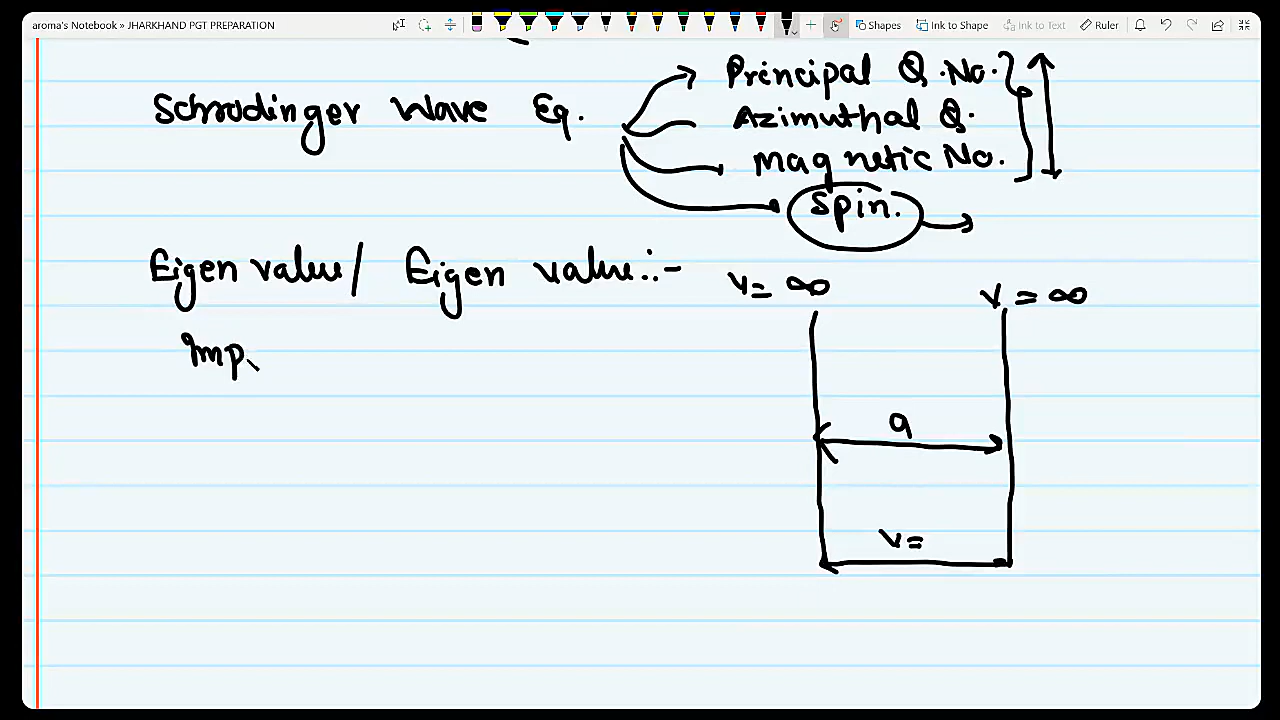 aroma's Notebook » JHARKHAND PGT PREPARATION
Shapes Ink to Shape Ink to Text Ruler
Principal Q.No.
Schrodinger Wave Eq.
Azimuthal Q.
Magnetic No.
Spin.
Eigen value/ Eigen value:-
v= ∞ v = ∞
Imp
a
v=